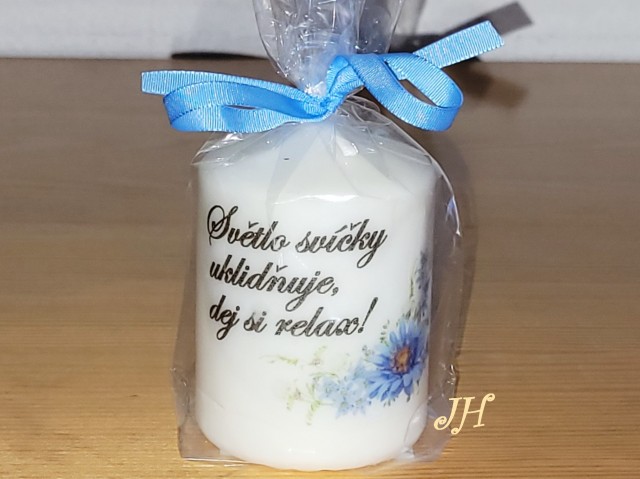 Světlo svíčky
uklidňuje,
dej si relax!
JH